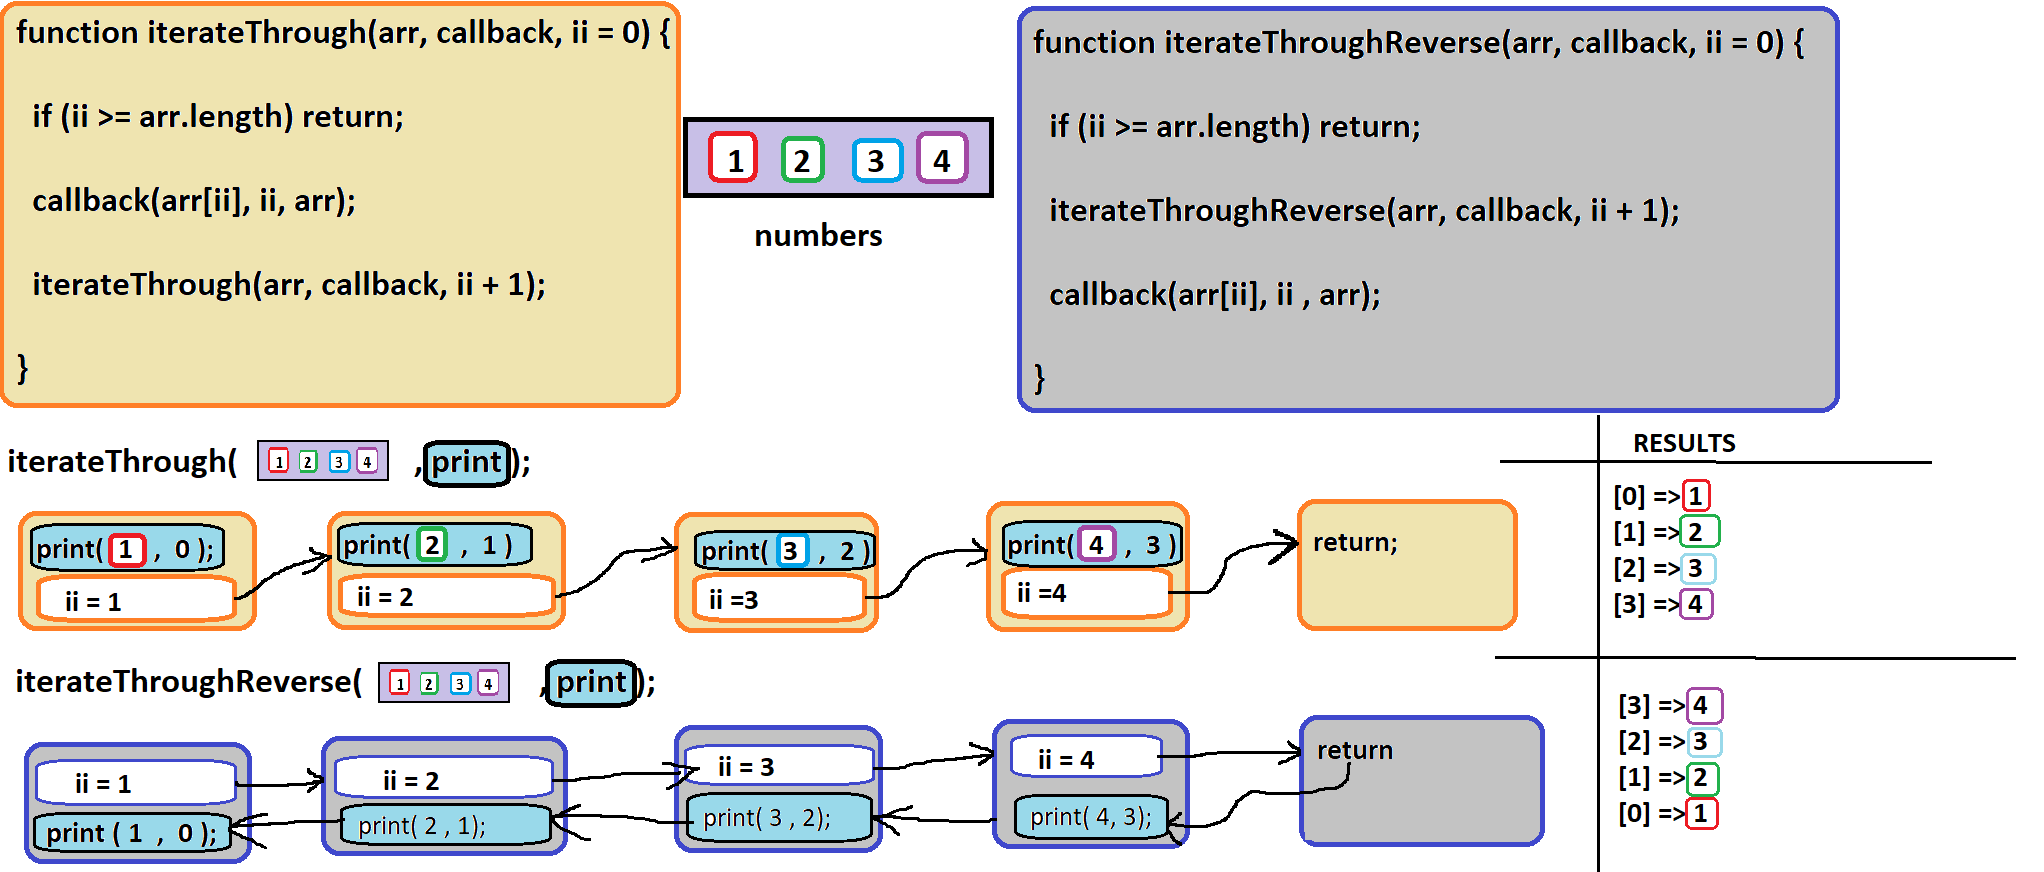 function iterateThrough(arr, callback, ii = 0) {
if (ii >= arr.length) return;
callback(arr[ii], ii, arr);
iterateThrough(arr, callback, ii + 1);
}
1 2 3 4
numbers
function iterateThroughReverse(arr, callback, ii = 0) {
if (ii >= arr.length) return;
iterateThroughReverse(arr, callback, ii + 1);
callback(arr[ii], ii , arr);
}
iterateThrough( 1 2 3 4 ,print);
print( 1 , 0 );
ii = 1
print( 2 , 1 )
ii = 2
print( 3 , 2 )
ii =3
print( 4 , 3 )
ii =4
return;
RESULTS
[0] => 1
[1] => 2
[2] => 3
[3] => 4
iterateThroughReverse( 1 2 3 4 ,print);
ii = 1
print ( 1 , 0 );
ii = 2
print( 2 , 1);
ii = 3
print( 3 , 2);
ii = 4
print( 4, 3);
return
[3] => 4
[2] => 3
[1] => 2
[0] => 1